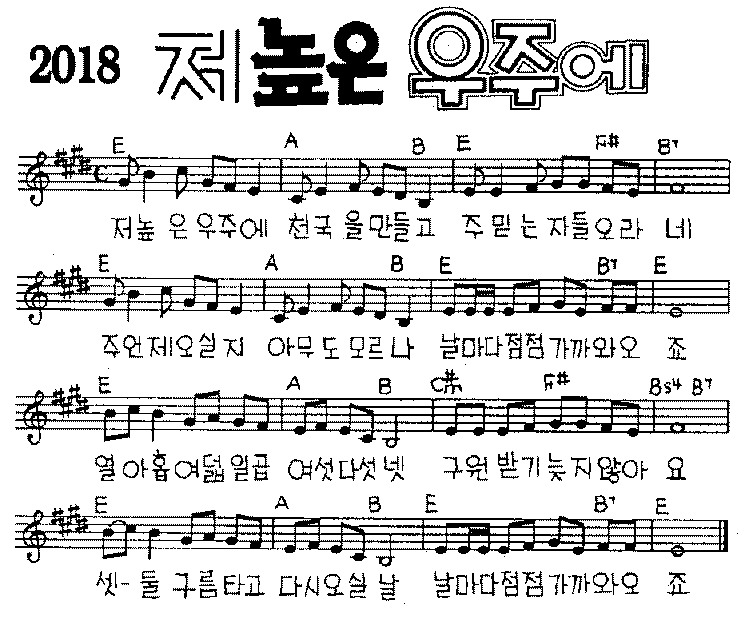 2018 저 높은 우주에
E A B E F# B7
저높은우주에 천국을만들고 주믿는자들오라 네
E A B E B7 E
주언제오실지 아무도모르나 날마다점점가까와오 죠
E A B C#m F# Bs4 B7
열아홉여덟일곱 여섯다섯넷 구원받기늦지않아 요
E A B E B7 E
셋-둘 구름타고 다시오실날 날마다점점가까와오 죠